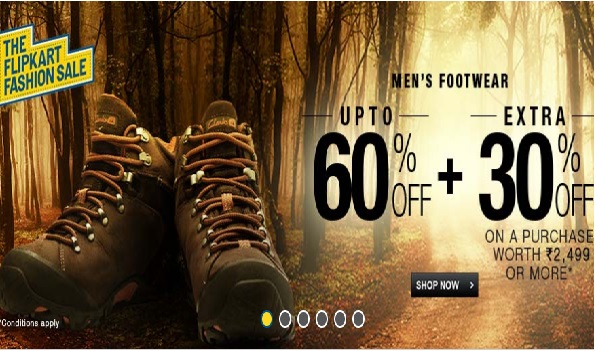 THE
FLIPKART
FASHION SALE
MEN'S FOOTWEAR
UPTO
60% OFF
+
EXTRA
30% OFF
ON A PURCHASE
WORTH ₹2,499
OR MORE*
SHOP NOW >
*Conditions apply